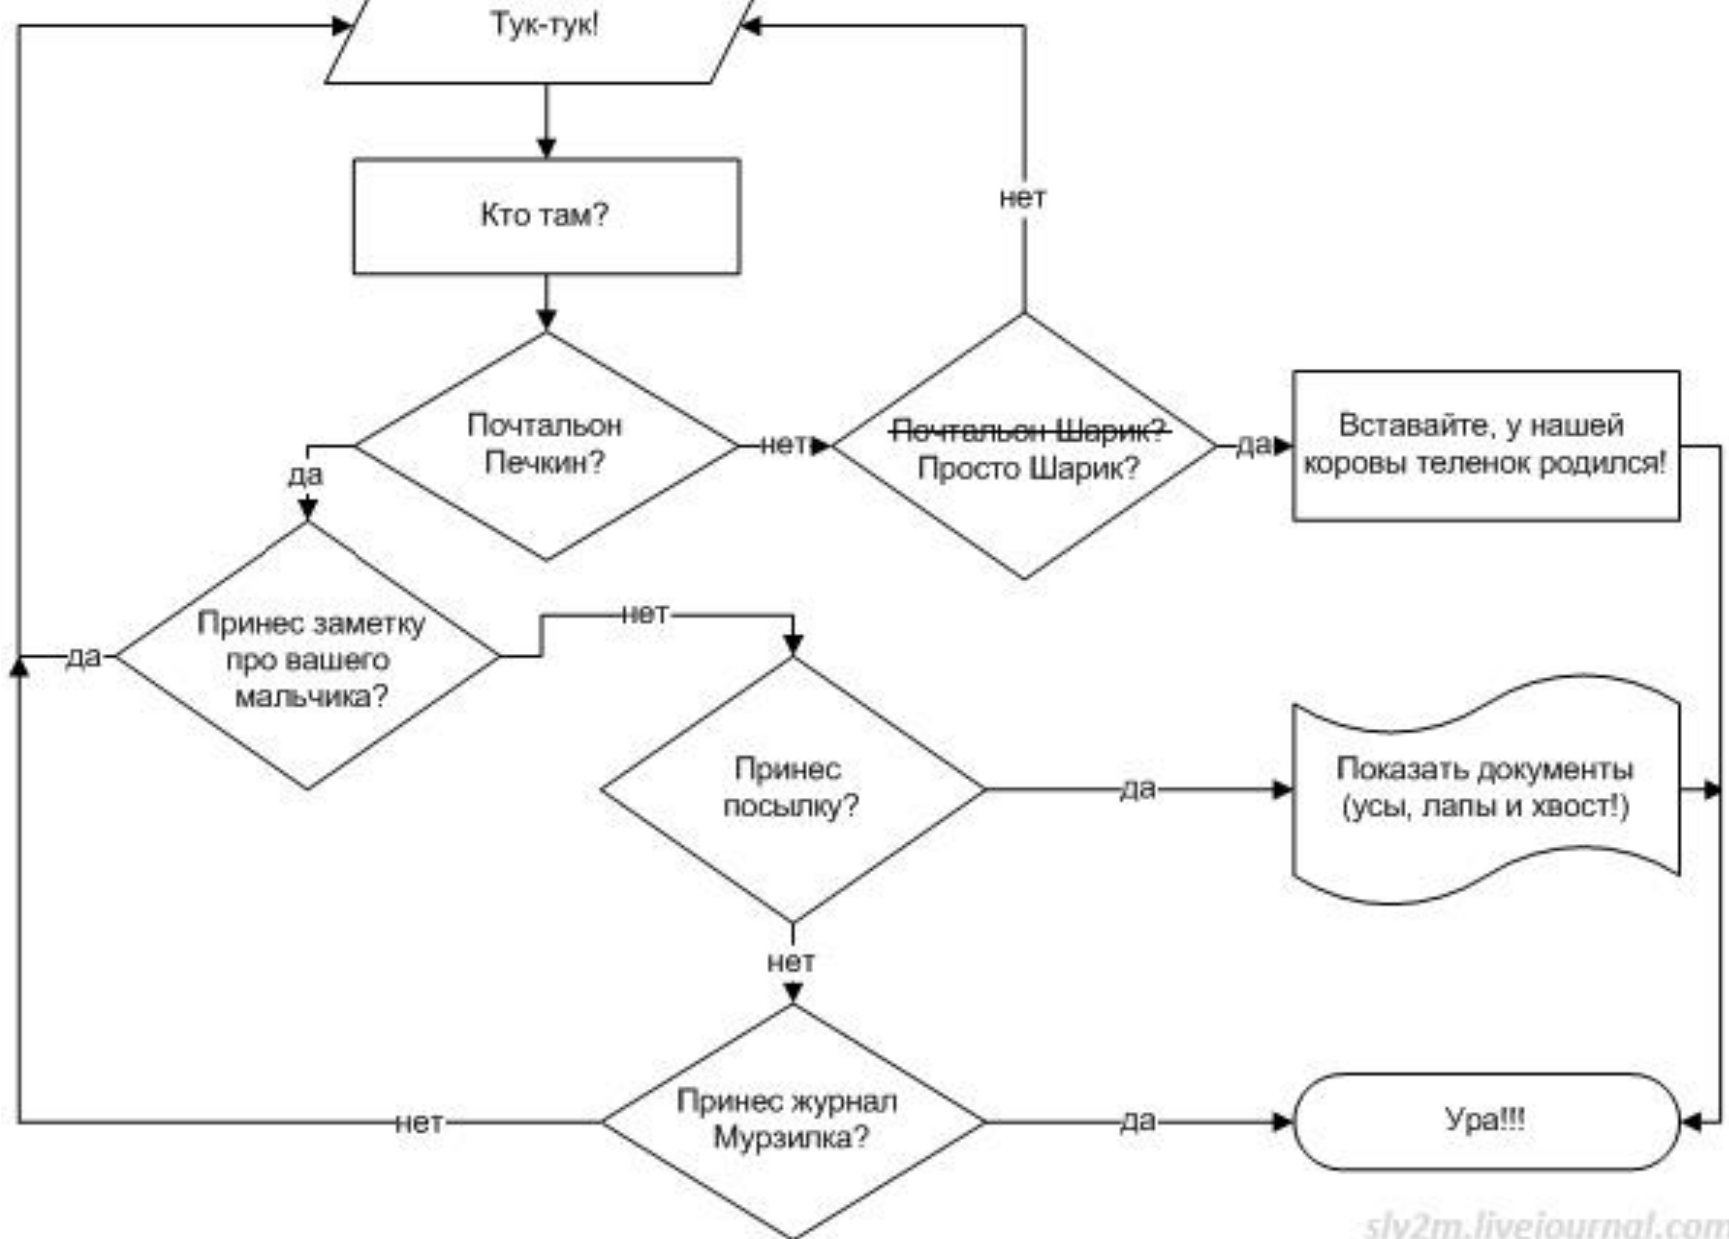 Тук-тук!
Кто там?
нет
Почтальон
Печкин?
нет
Почтальон Шарик?
Просто Шарик?
да
Вставайте, у нашей
коровы теленок родился!
да
Принес заметку
про вашего
мальчика?
да
нет
Принес
посылку?
да
Показать документы
(усы, лапы и хвост!)
нет
Принес журнал
Мурзилка?
нет
да
Ура!!!
slv2m.livejournal.com